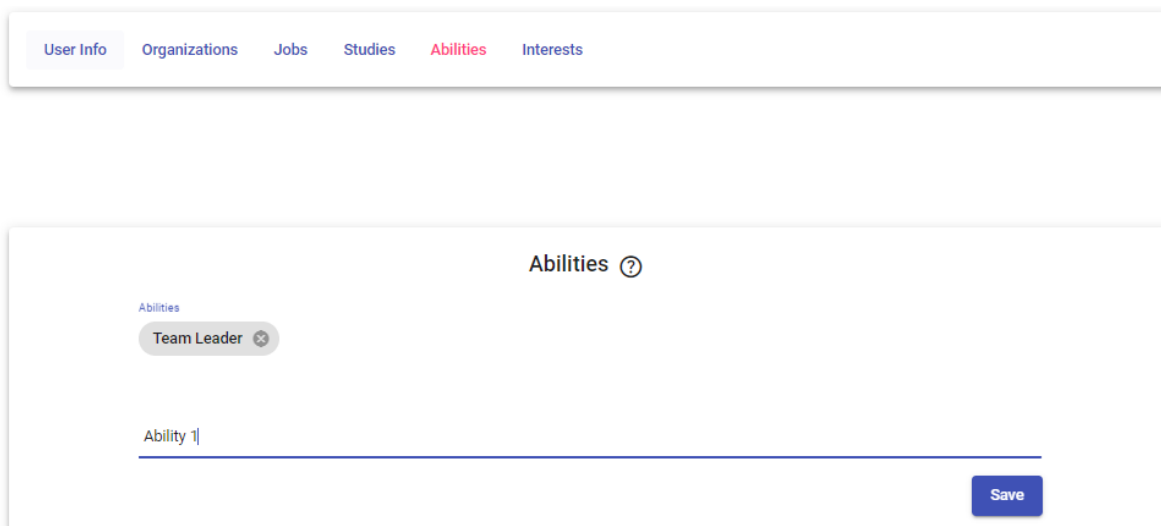 User Info Organizations Jobs Studies Abilities Interests
Abilities
Abilities
Team Leader
Ability 1
Save